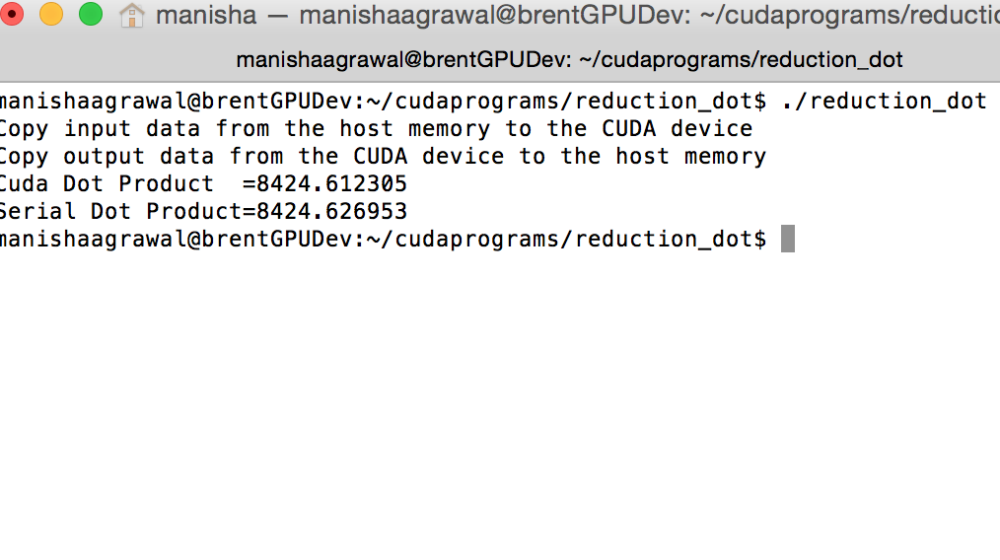 manisha — manishaagrawal@brentGPUDev: ~/cudaprograms/reductio
manishaagrawal@brentGPUDev: ~/cudaprograms/reduction_dot
manishaagrawal@brentGPUDev:~/cudaprograms/reduction_dot$ ./reduction_dot
Copy input data from the host memory to the CUDA device
Copy output data from the CUDA device to the host memory
Cuda Dot Product  =8424.612305
Serial Dot Product=8424.626953
manishaagrawal@brentGPUDev:~/cudaprograms/reduction_dot$